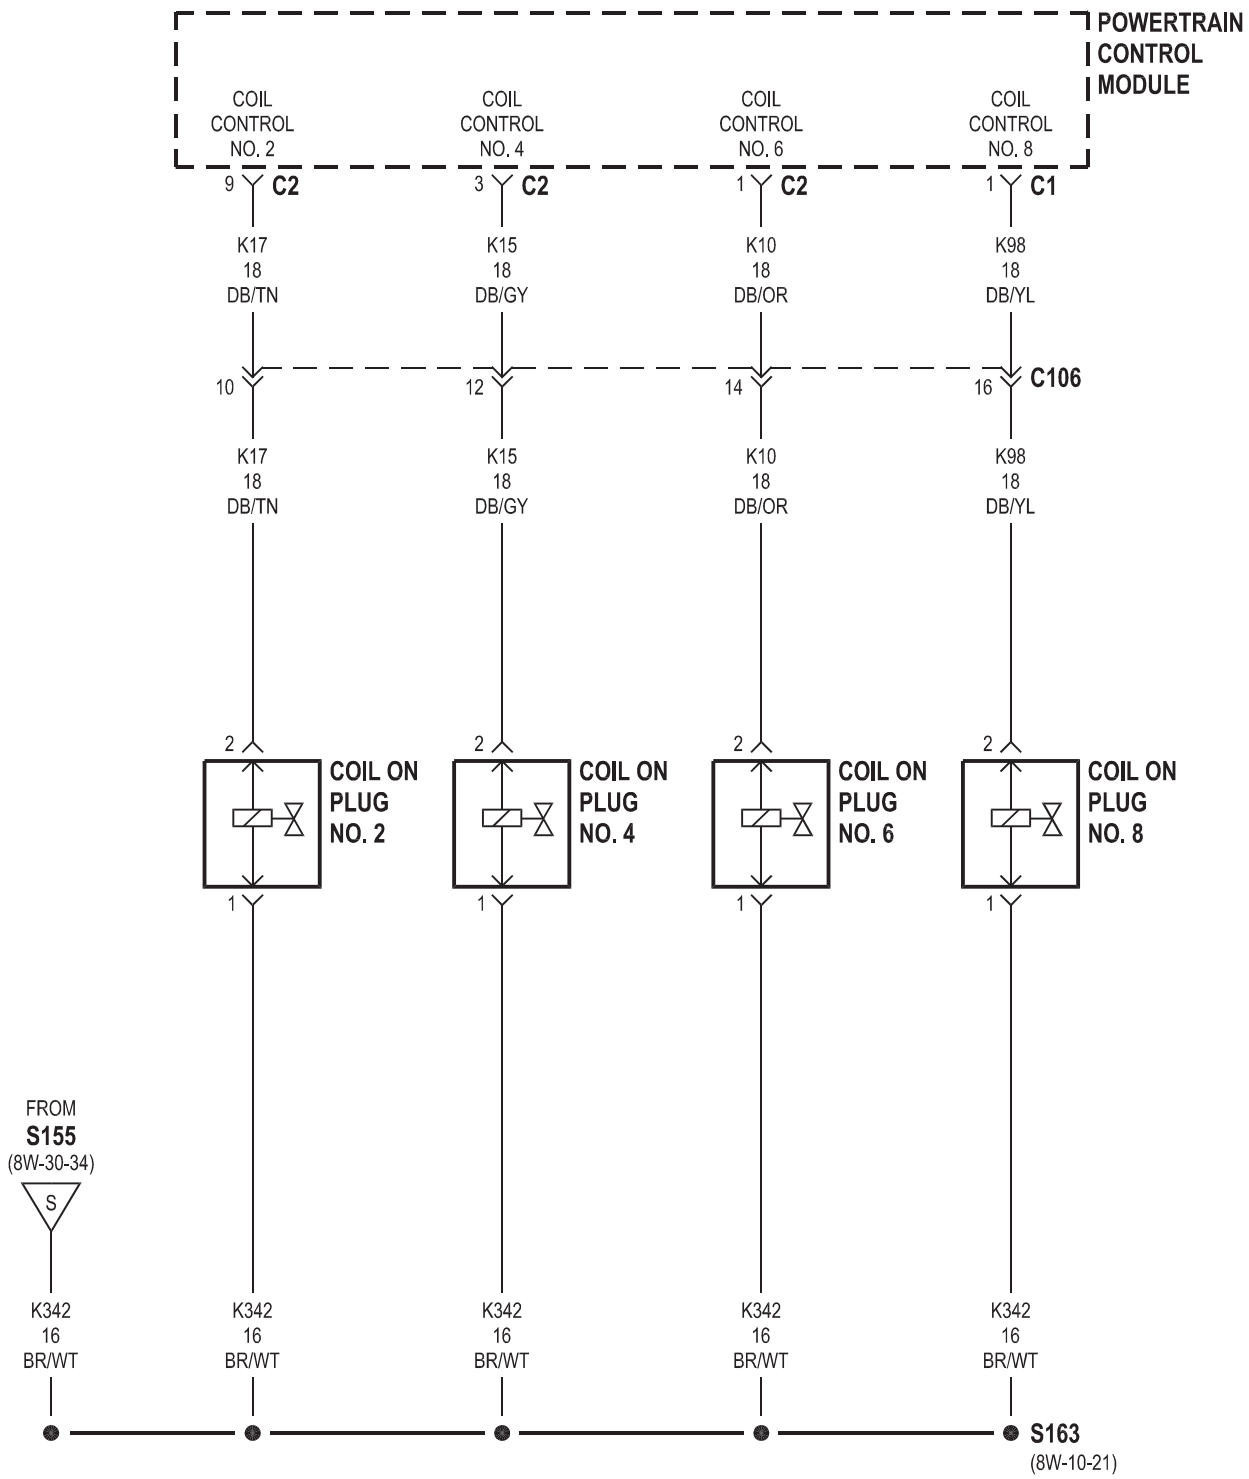 POWERTRAIN
CONTROL
MODULE
COIL
CONTROL
NO. 2
COIL
CONTROL
NO. 4
COIL
CONTROL
NO. 6
COIL
CONTROL
NO. 8
9 C2
3 C2
1 C2
1 C1
K17
18
DB/TN
K15
18
DB/GY
K10
18
DB/OR
K98
18
DB/YL
10
12
14
16 C106
K17
18
DB/TN
K15
18
DB/GY
K10
18
DB/OR
K98
18
DB/YL
2
2
2
2
COIL ON
PLUG
NO. 2
COIL ON
PLUG
NO. 4
COIL ON
PLUG
NO. 6
COIL ON
PLUG
NO. 8
1
1
1
1
FROM
S155
(8W-30-34)
S
K342
16
BR/WT
K342
16
BR/WT
K342
16
BR/WT
K342
16
BR/WT
K342
16
BR/WT
S163
(8W-10-21)